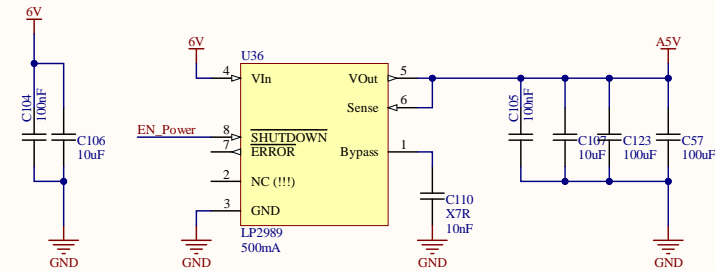 6V
C104
100nF
C106
10uF
GND
6V
EN_Power
GND
U36
4
VIn
8
SHUTDOWN
7
ERROR
2
NC (!!!)
3
GND
VOut
5
Sense
6
Bypass
1
LP2989
500mA
C110
X7R
10nF
GND
A5V
C105
100nF
C107
10uF
C123
100uF
C57
100uF
GND